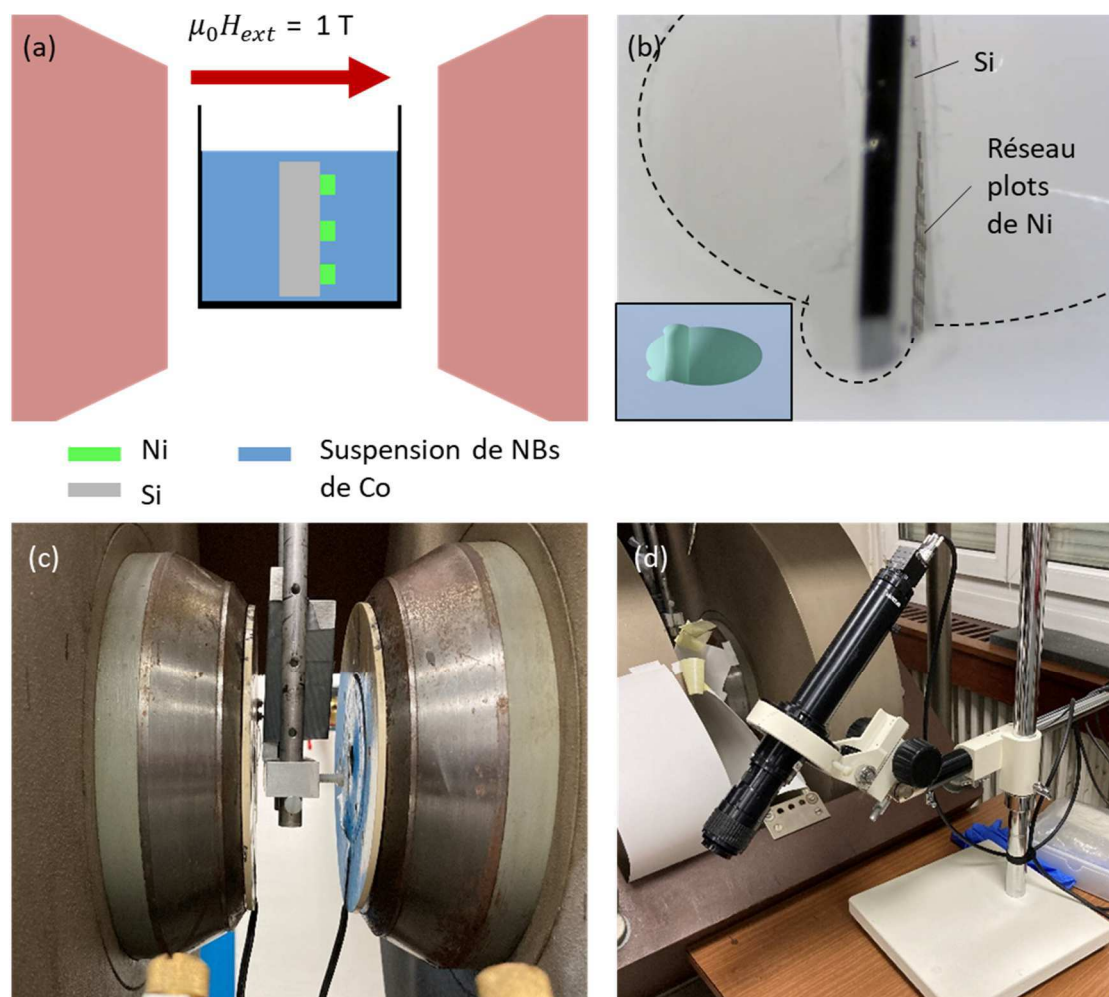 (a)
μ₀Hₑₓₜ = 1 T
(b)
Si
Réseau
plots
de Ni
Ni
Si
Suspension de NBs
de Co
(c)
(d)